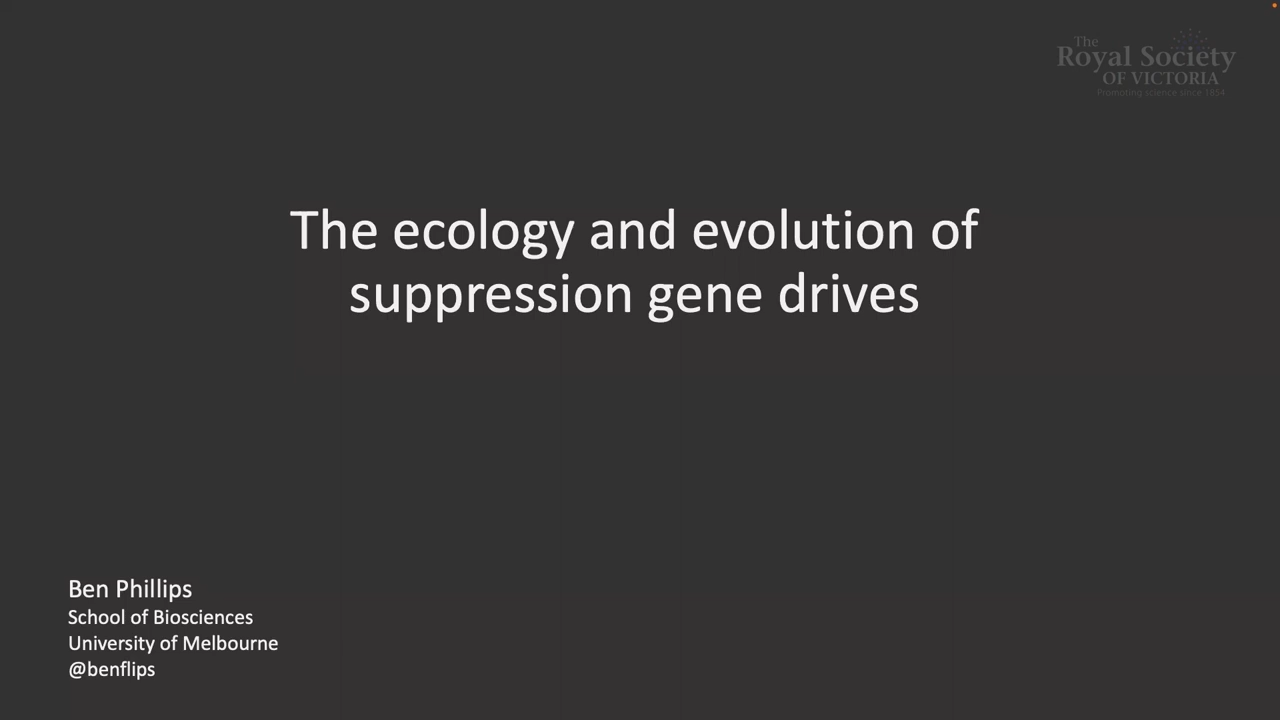 The
Royal Society
OF VICTORIA
Promoting science since 1854
The ecology and evolution of
suppression gene drives
Ben Phillips
School of Biosciences
University of Melbourne
@benflips